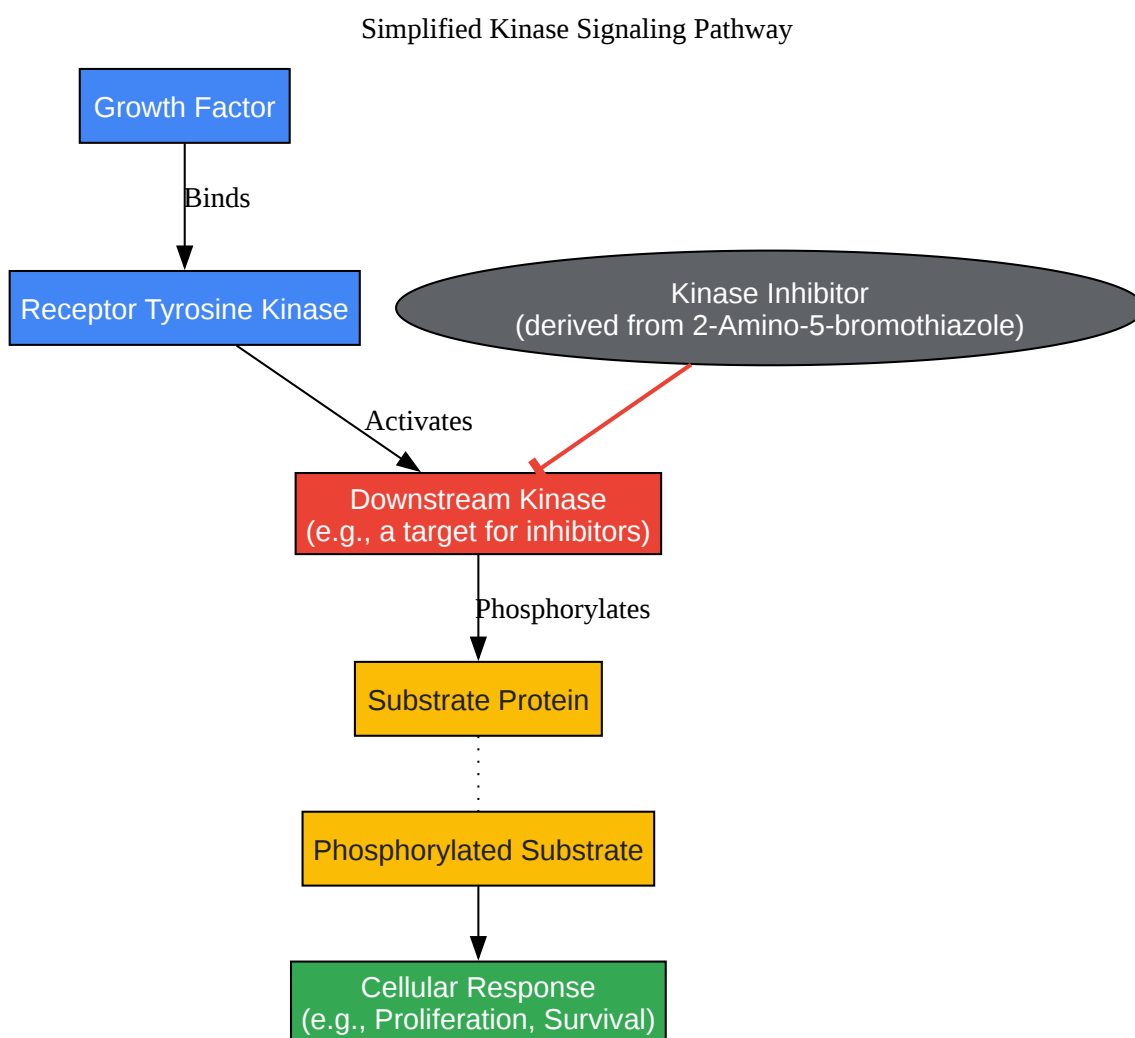 Simplified Kinase Signaling Pathway
Growth Factor
Binds
Receptor Tyrosine Kinase
Kinase Inhibitor
(derived from 2-Amino-5-bromothiazole)
Activates
Downstream Kinase
(e.g., a target for inhibitors)
Phosphorylates
Substrate Protein
Phosphorylated Substrate
Cellular Response
(e.g., Proliferation, Survival)